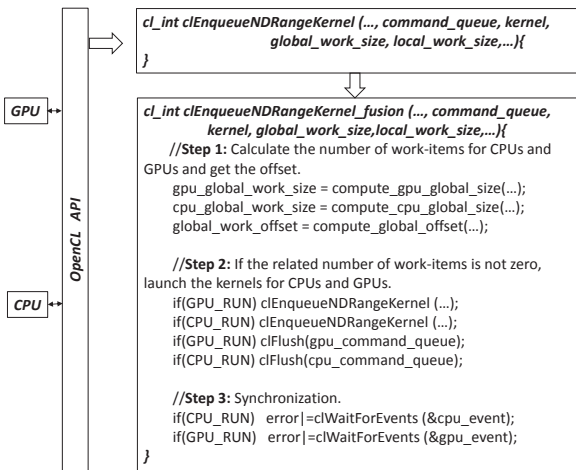 cl_int clEnqueueNDRangeKernel (…, command_queue, kernel,
global_work_size, local_work_size,…){
}
GPU
CPU
OpenCL API
cl_int clEnqueueNDRangeKernel_fusion (…, command_queue,
kernel, global_work_size,local_work_size,…){
//Step 1: Calculate the number of work-items for CPUs and
GPUs and get the offset.
gpu_global_work_size = compute_gpu_global_size(…);
cpu_global_work_size = compute_cpu_global_size(…);
global_work_offset = compute_global_offset(…);
//Step 2: If the related number of work-items is not zero,
launch the kernels for CPUs and GPUs.
if(GPU_RUN) clEnqueueNDRangeKernel (…);
if(CPU_RUN) clEnqueueNDRangeKernel (…);
if(GPU_RUN) clFlush(gpu_command_queue);
if(CPU_RUN) clFlush(cpu_command_queue);
//Step 3: Synchronization.
if(CPU_RUN) error|=clWaitForEvents (&cpu_event);
if(GPU_RUN) error|=clWaitForEvents (&gpu_event);
}